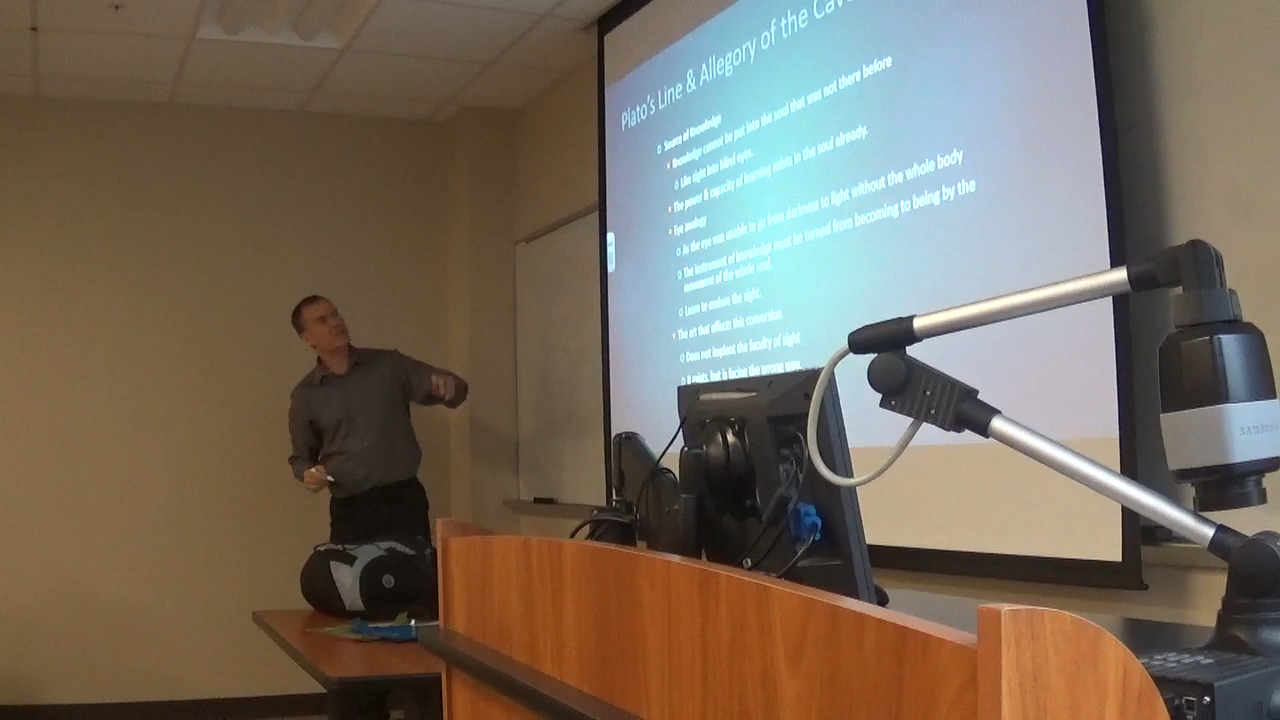 Plato's Line & Allegory of the Cav
Source of Knowledge
Knowledge cannot be put into the soul that was not there before
Like sight into blind eyes.
The power & capacity of learning exists in the soul already.
Eye analogy
As the eye was unable to go from darkness to light without the whole body
The instrument of knowledge must be turned from becoming to being by the
movement of the whole soul.
Learn to endure the sight.
The art that effects this conversion
Does not implant the faculty of sight
It exists, but is facing the wrong way
SAMSUNG